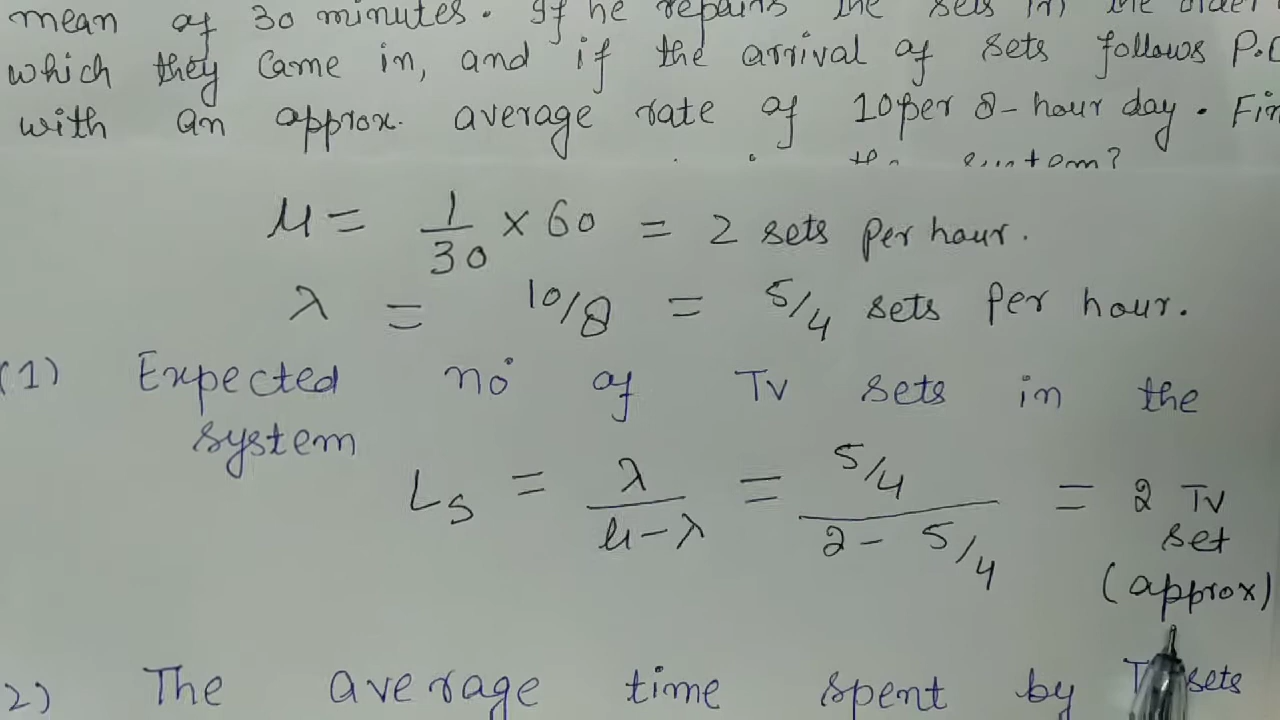 mean of 30 minutes. If he repairs the sets in the order
which they came in, and if the arrival of sets follows P.
with an approx. average rate of 10 per 8-hour day. Fin
μ = 1/30 × 60 = 2 sets per hour.
λ = 10/8 = 5/4 sets per hour.
(1) Expected no of TV sets in the
system
Ls = λ/(μ-λ) = (5/4)/(2 - 5/4) = 2 TV
set
(approx)
2) The average time spent by sets